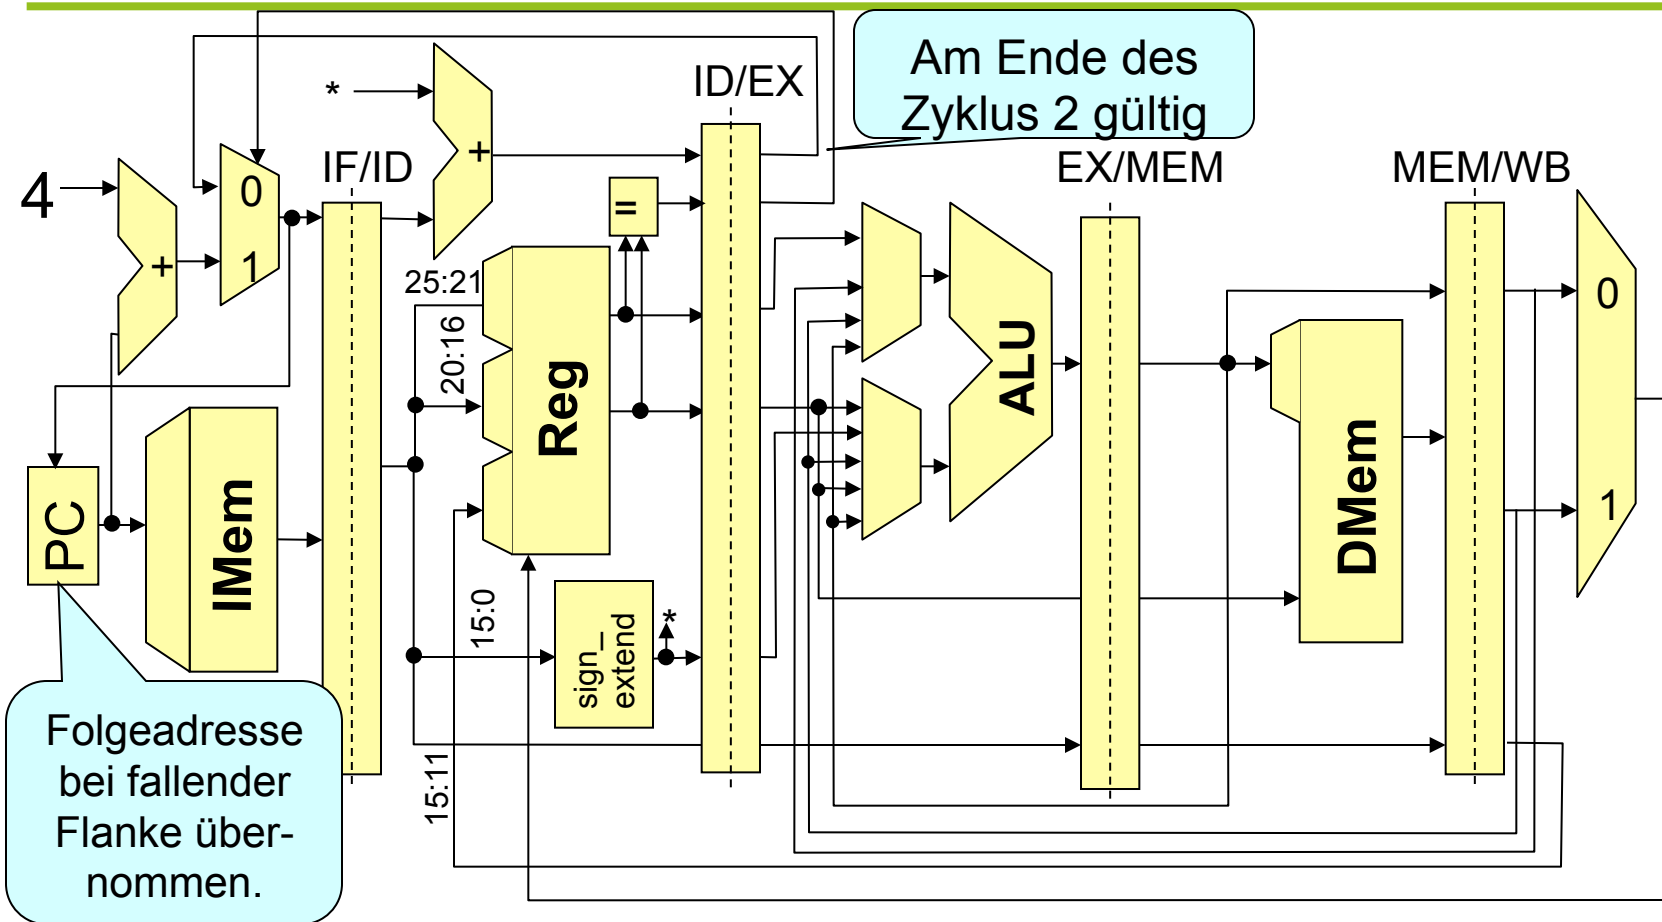 Am Ende des
Zyklus 2 gültig
*
ID/EX
IF/ID
EX/MEM
MEM/WB
4
+
0
1
+
=
25:21
20:16
Reg
ALU
0
1
PC
IMem
DMem
15:0
sign_
extend
*
15:11
Folgeadresse
bei fallender
Flanke über-
nommen.